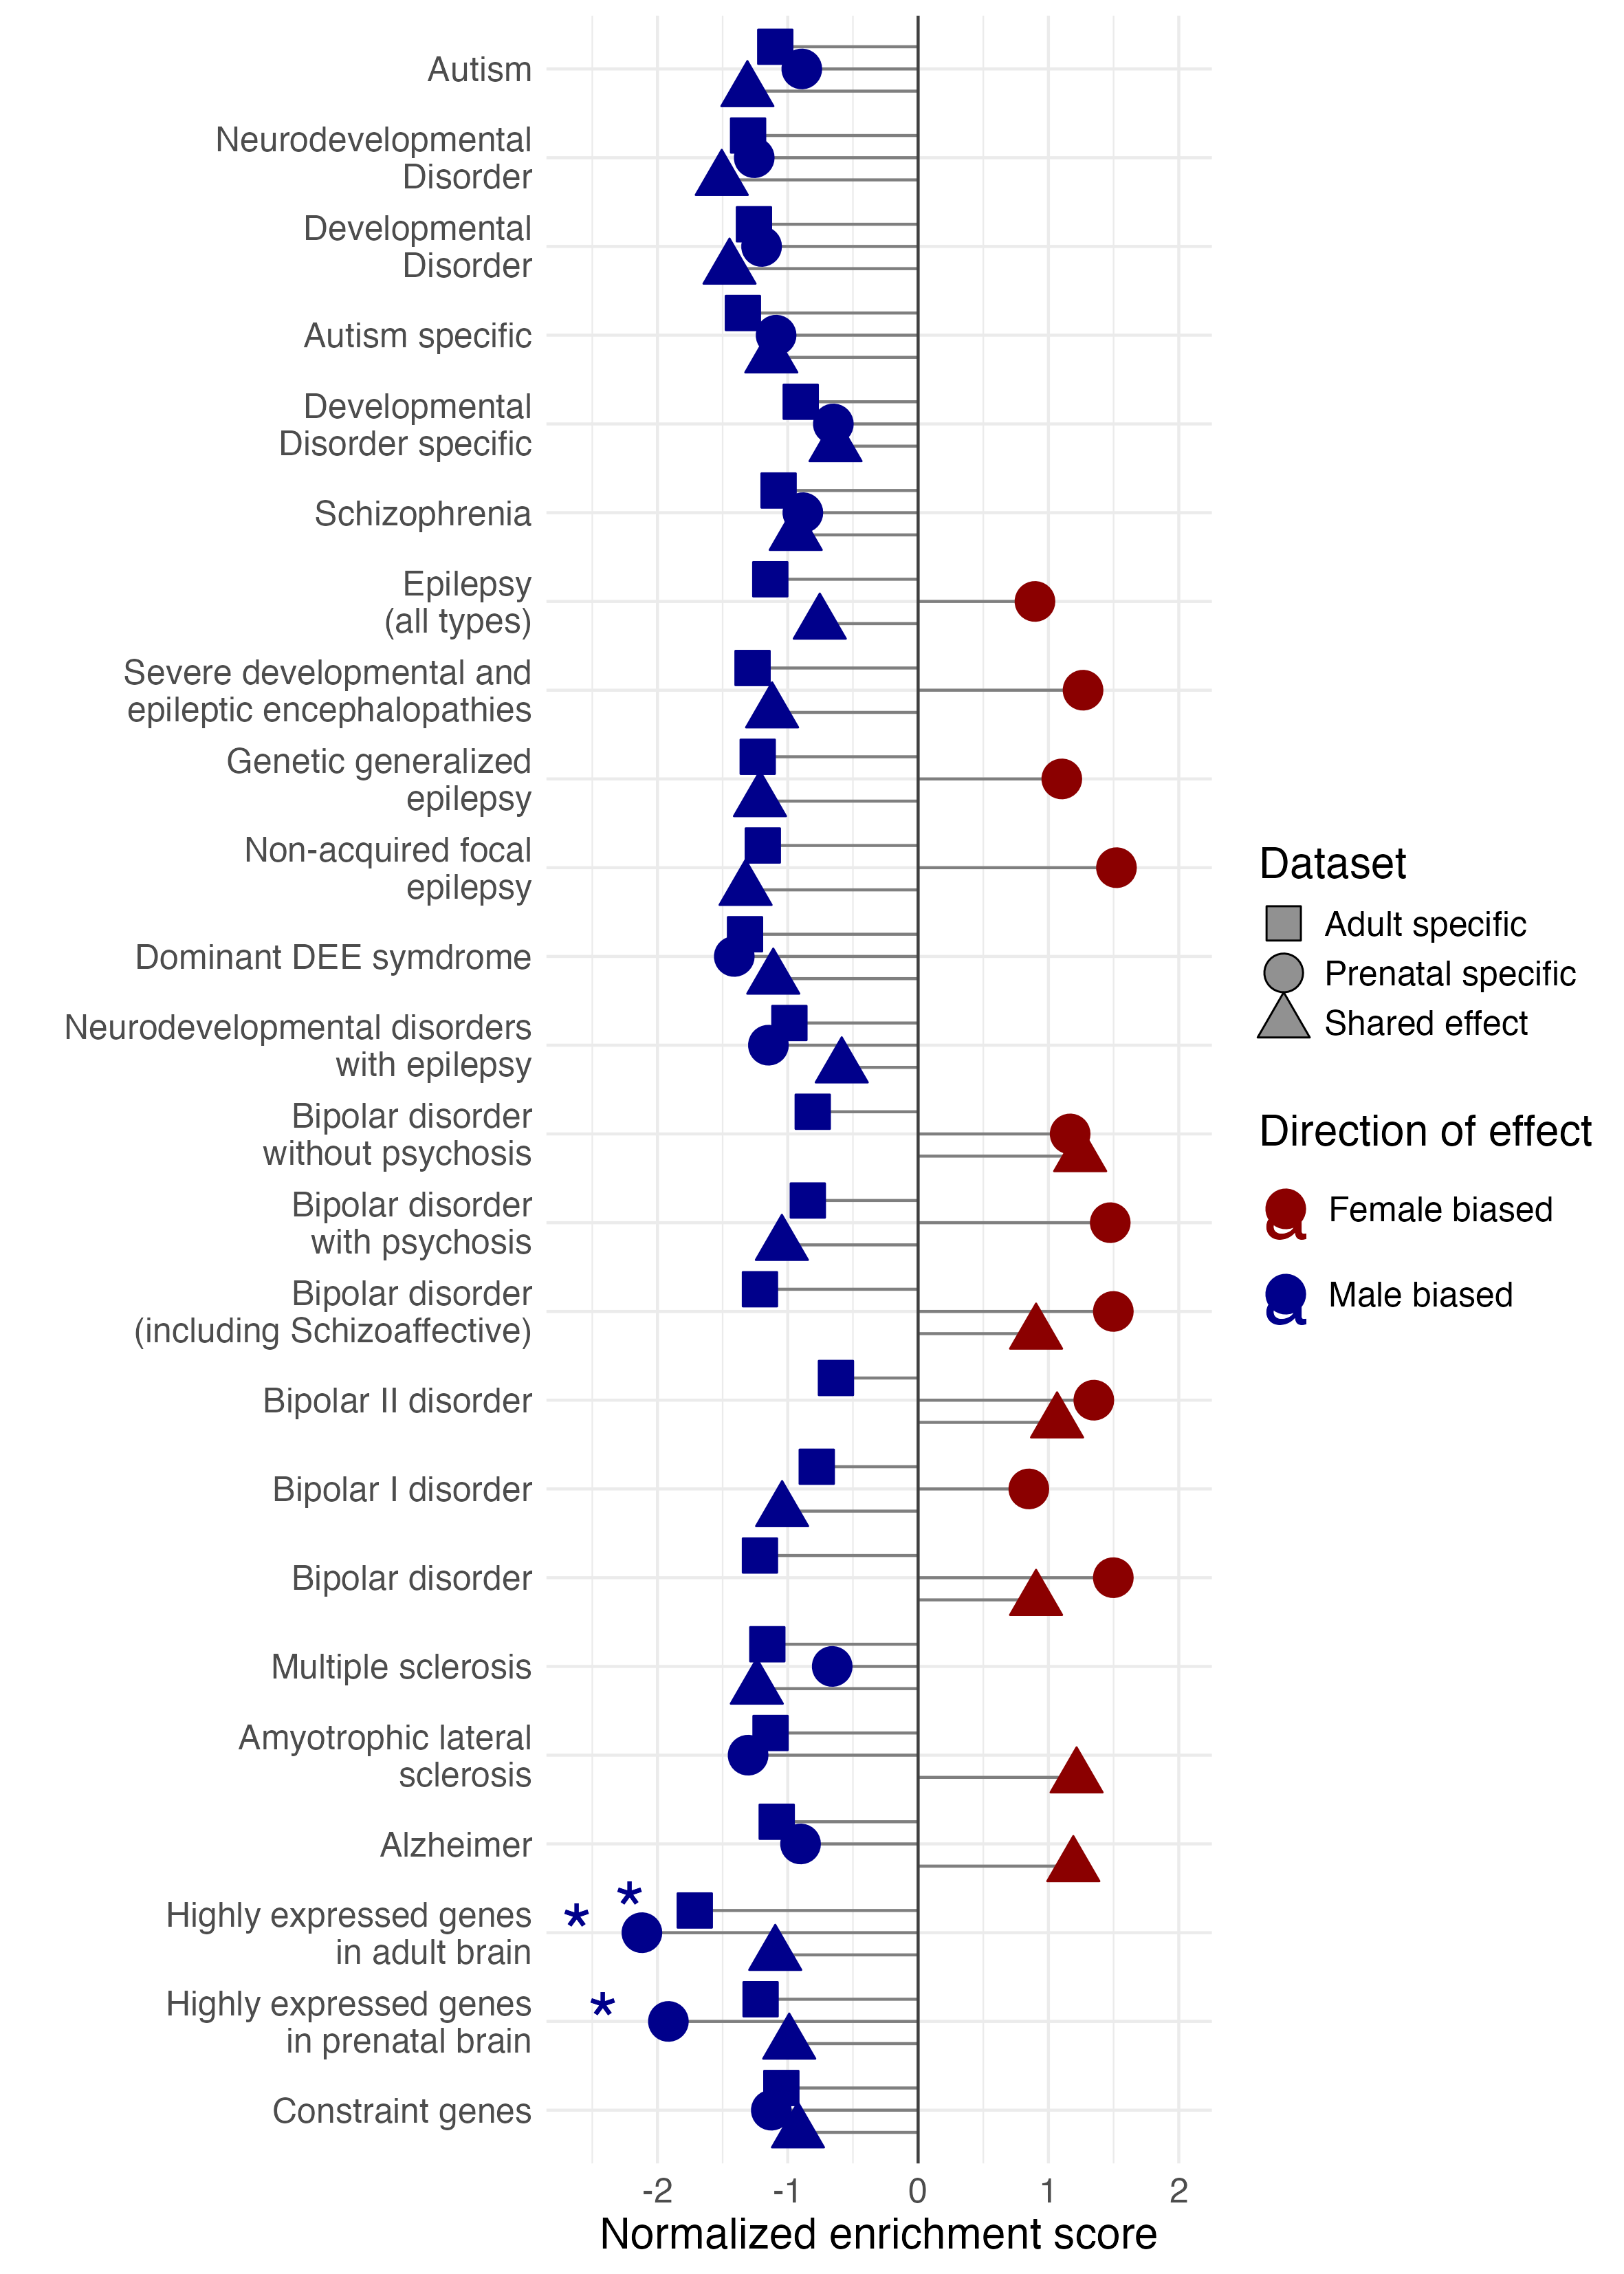 Autism
Neurodevelopmental
Disorder
Developmental
Disorder
Autism specific
Developmental
Disorder specific
Schizophrenia
Epilepsy
(all types)
Severe developmental and
epileptic encephalopathies
Genetic generalized
epilepsy
Non-acquired focal
epilepsy
Dominant DEE symdrome
Neurodevelopmental disorders
with epilepsy
Bipolar disorder
without psychosis
Bipolar disorder
with psychosis
Bipolar disorder
(including Schizoaffective)
Bipolar II disorder
Bipolar I disorder
Bipolar disorder
Multiple sclerosis
Amyotrophic lateral
sclerosis
Alzheimer
*
*
Highly expressed genes
in adult brain
*
Highly expressed genes
in prenatal brain
Constraint genes
-2 -1 0 1 2
Normalized enrichment score
Dataset
Adult specific
Prenatal specific
Shared effect
Direction of effect
a Female biased
a Male biased